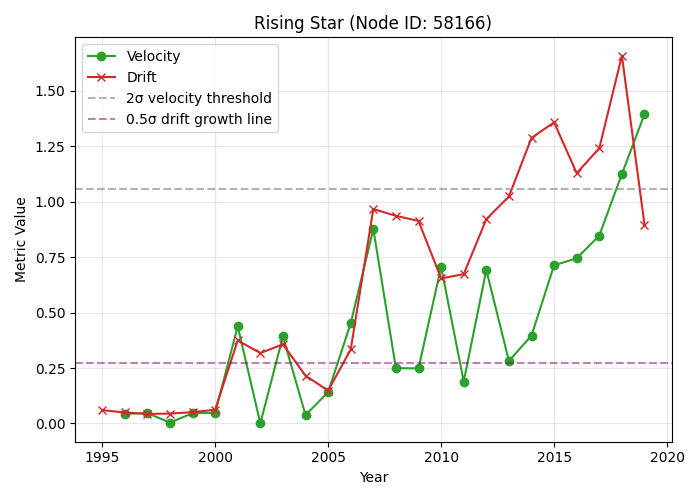 Rising Star (Node ID: 58166)
Velocity
Drift
2σ velocity threshold
0.5σ drift growth line
Metric Value
1.50
1.25
1.00
0.75
0.50
0.25
0.00
1995
2000
2005
2010
2015
2020
Year